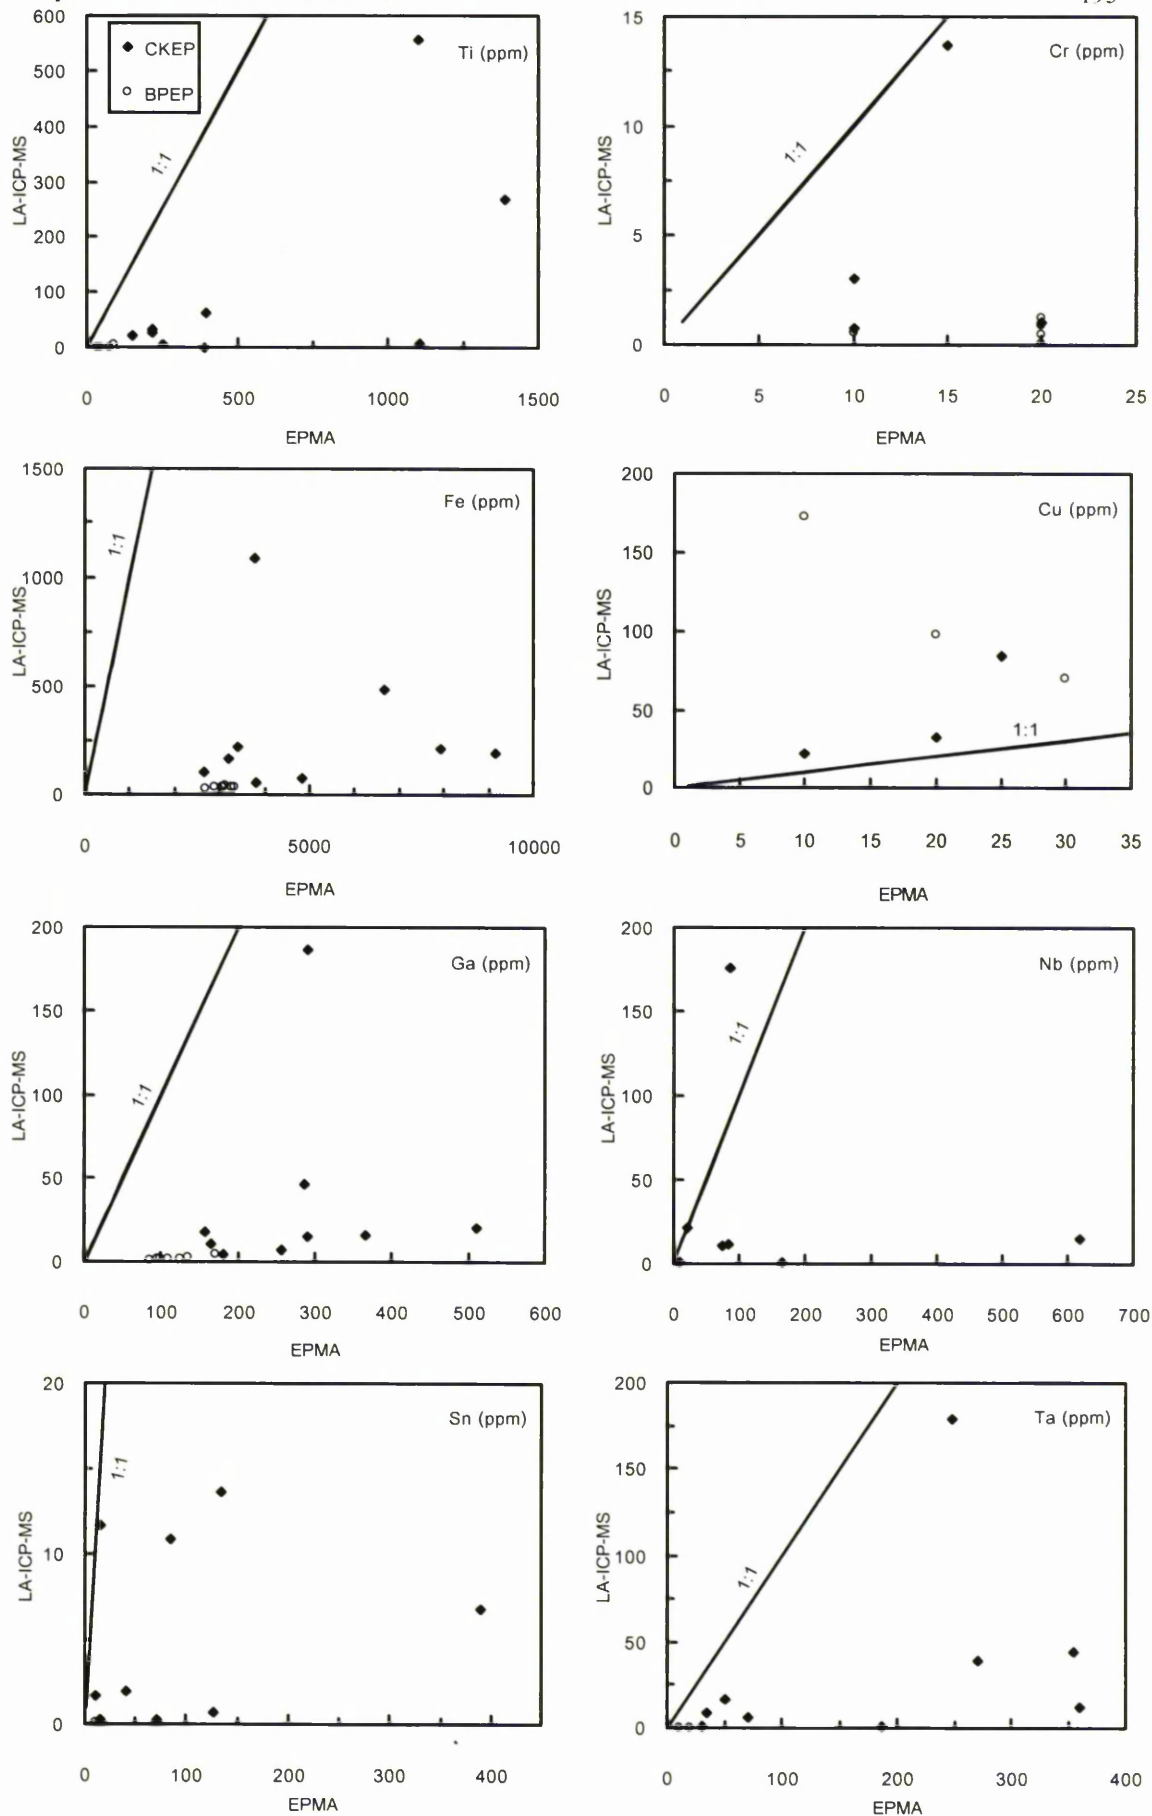 600
500
400
300
200
100
0
LA-ICP-MS
CKEP
BPEP
1:1
Ti (ppm)
0 500 1000 1500
EPMA
15
10
5
0
LA-ICP-MS
1:1
Cr (ppm)
0 5 10 15 20 25
EPMA
1500
1000
500
0
LA-ICP-MS
1:1
Fe (ppm)
0 5000 10000
EPMA
200
150
100
50
0
LA-ICP-MS
Cu (ppm)
1:1
0 5 10 15 20 25 30 35
EPMA
200
150
100
50
0
LA-ICP-MS
1:1
Ga (ppm)
0 100 200 300 400 500 600
EPMA
200
150
100
50
0
LA-ICP-MS
1:1
Nb (ppm)
0 100 200 300 400 500 600 700
EPMA
20
10
0
LA-ICP-MS
1:1
Sn (ppm)
0 100 200 300 400
EPMA
200
150
100
50
0
LA-ICP-MS
1:1
Ta (ppm)
0 100 200 300 400
EPMA